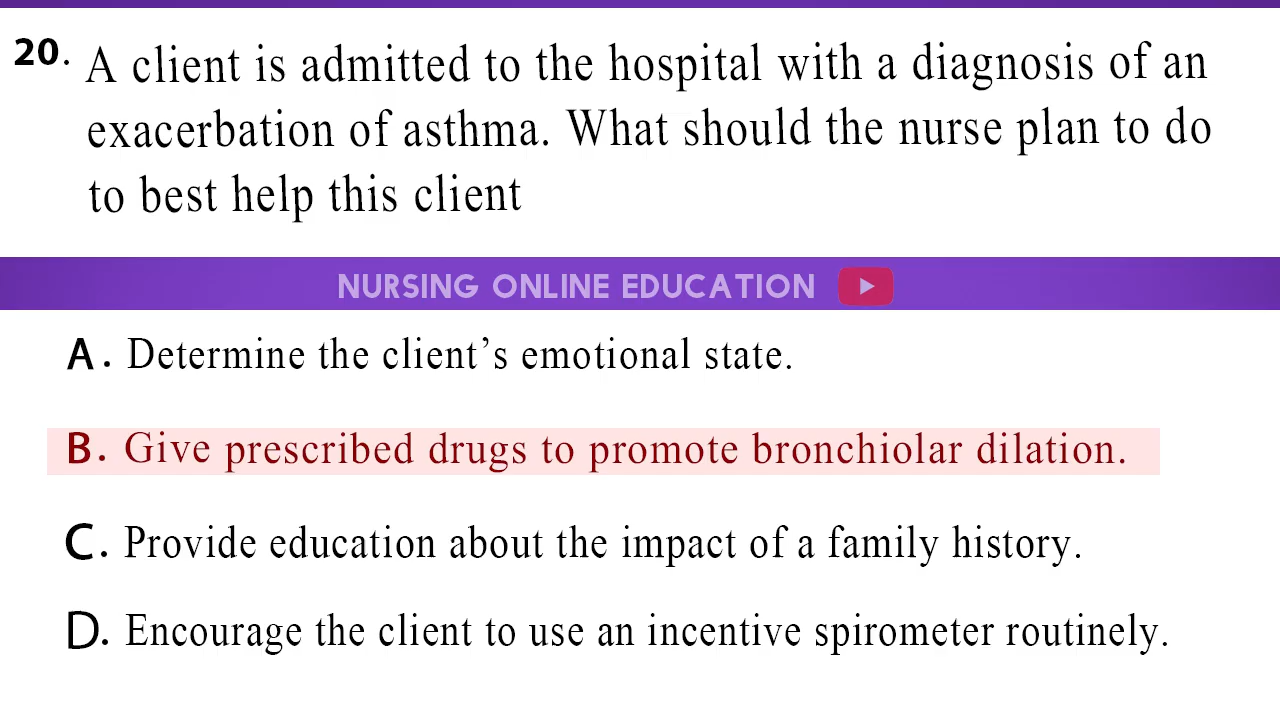 20. A client is admitted to the hospital with a diagnosis of an
exacerbation of asthma. What should the nurse plan to do
to best help this client
NURSING ONLINE EDUCATION
A. Determine the client’s emotional state.
B. Give prescribed drugs to promote bronchiolar dilation.
C. Provide education about the impact of a family history.
D. Encourage the client to use an incentive spirometer routinely.